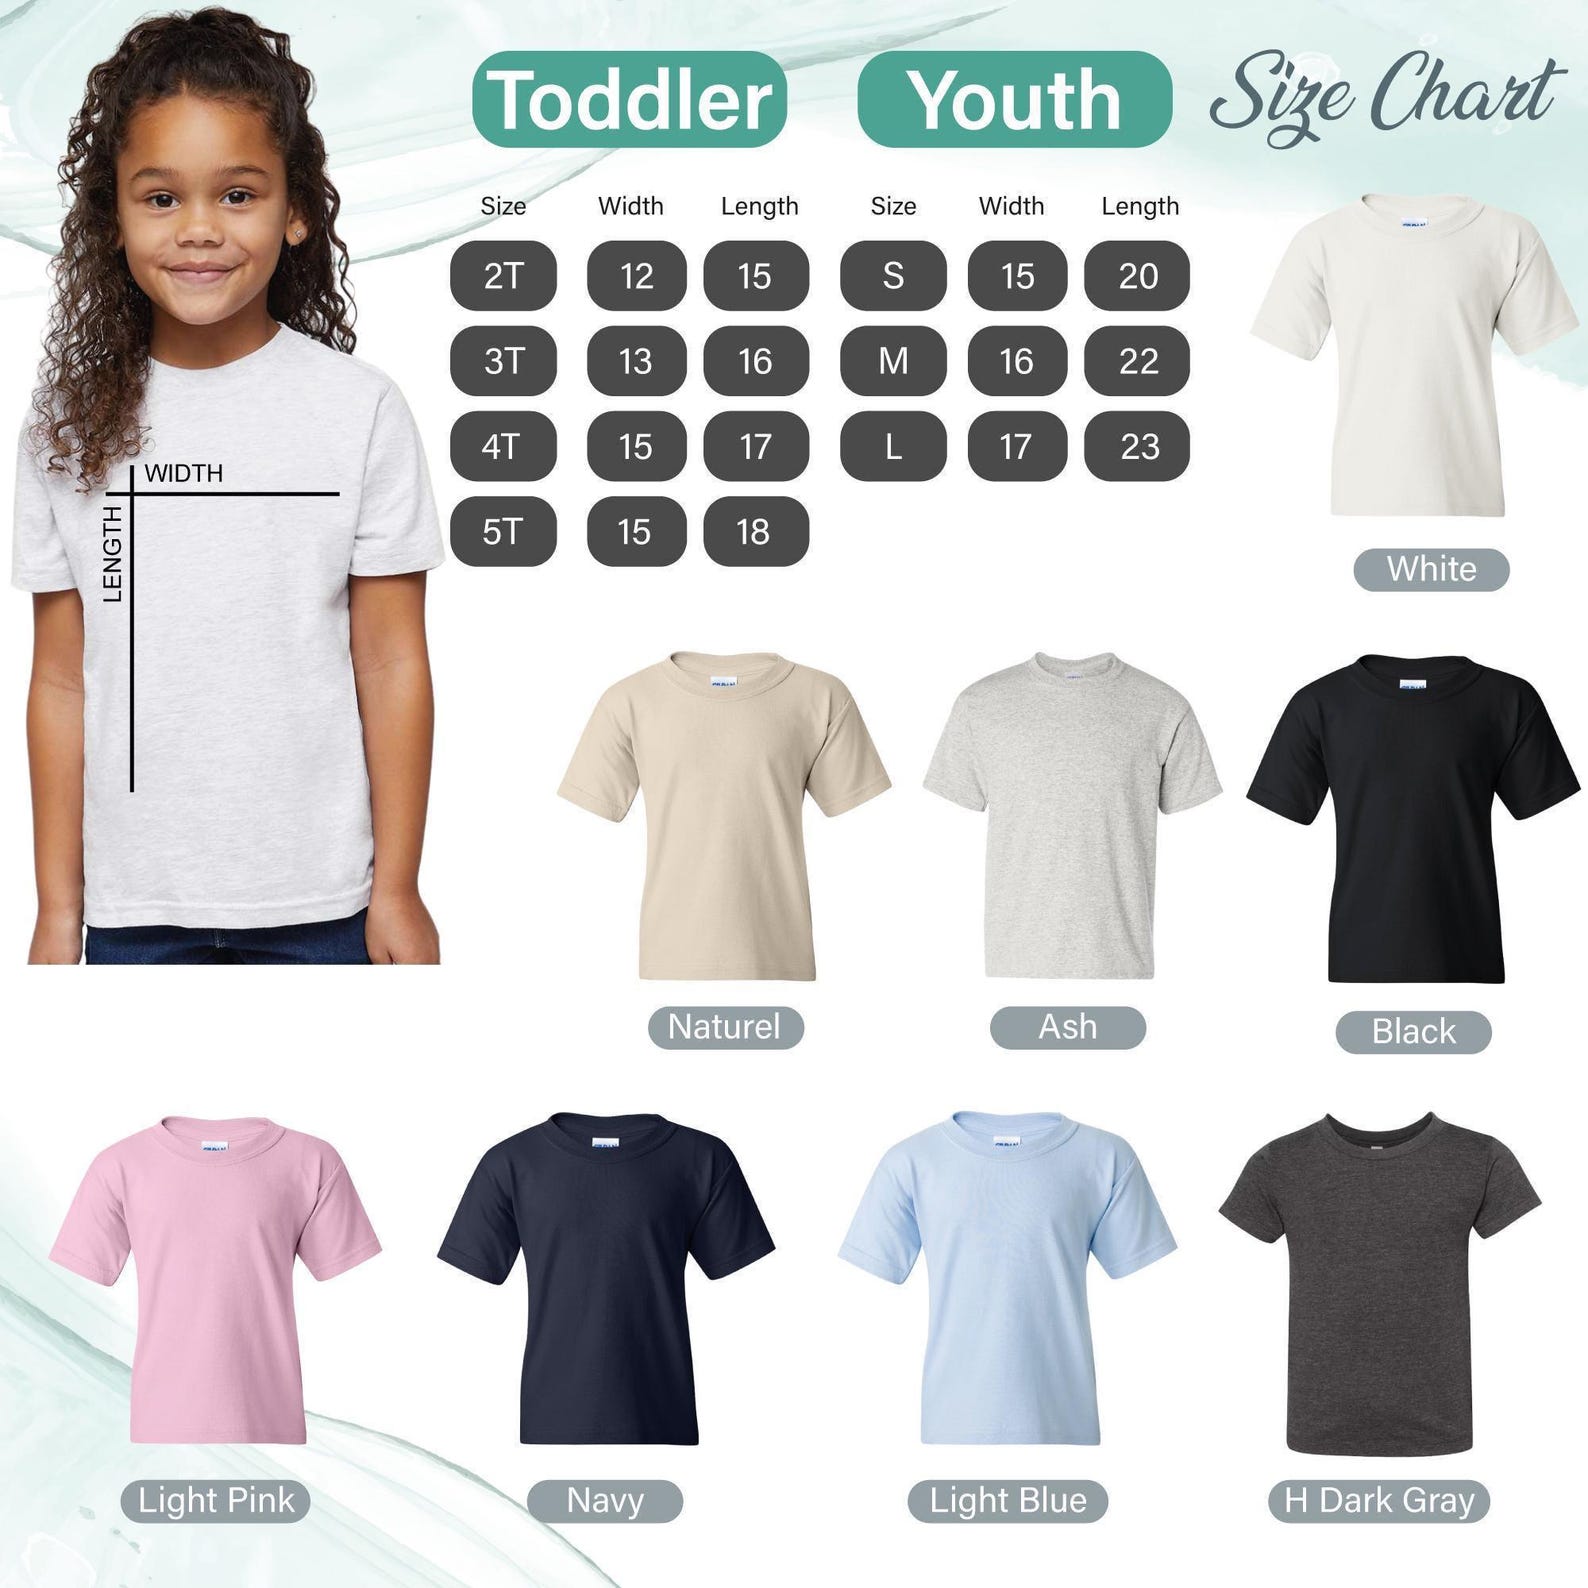 Toddler Youth Size Chart
Size Width Length Size Width Length
2T 12 15 S 15 20
3T 13 16 M 16 22
4T 15 17 L 17 23
5T 15 18
WIDTH
LENGTH
White
Naturel Ash Black
Light Pink Navy Light Blue H Dark Gray